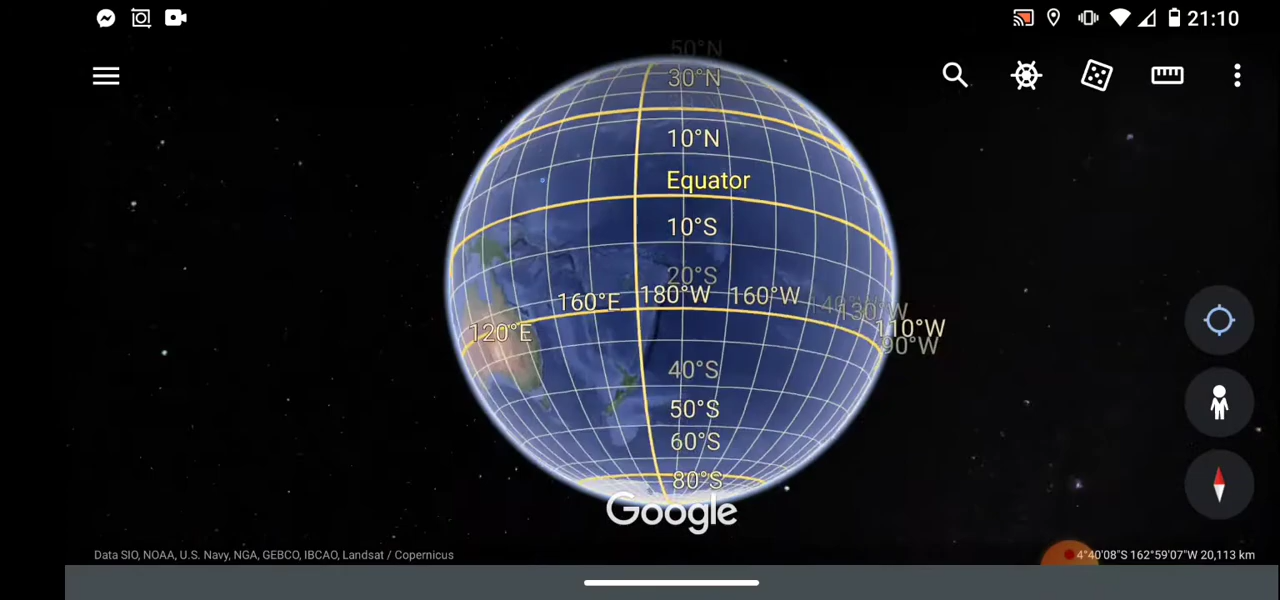 21:10
50°N
30°N
10°N
Equator
10°S
20°S
160°E 180°W 160°W 140°W 130°W
120°E 110°W
90°W
40°S
50°S
60°S
80°S
Google
Data SIO, NOAA, U.S. Navy, NGA, GEBCO, IBCAO, Landsat / Copernicus
4°40'08"S 162°59'07"W 20,113 km